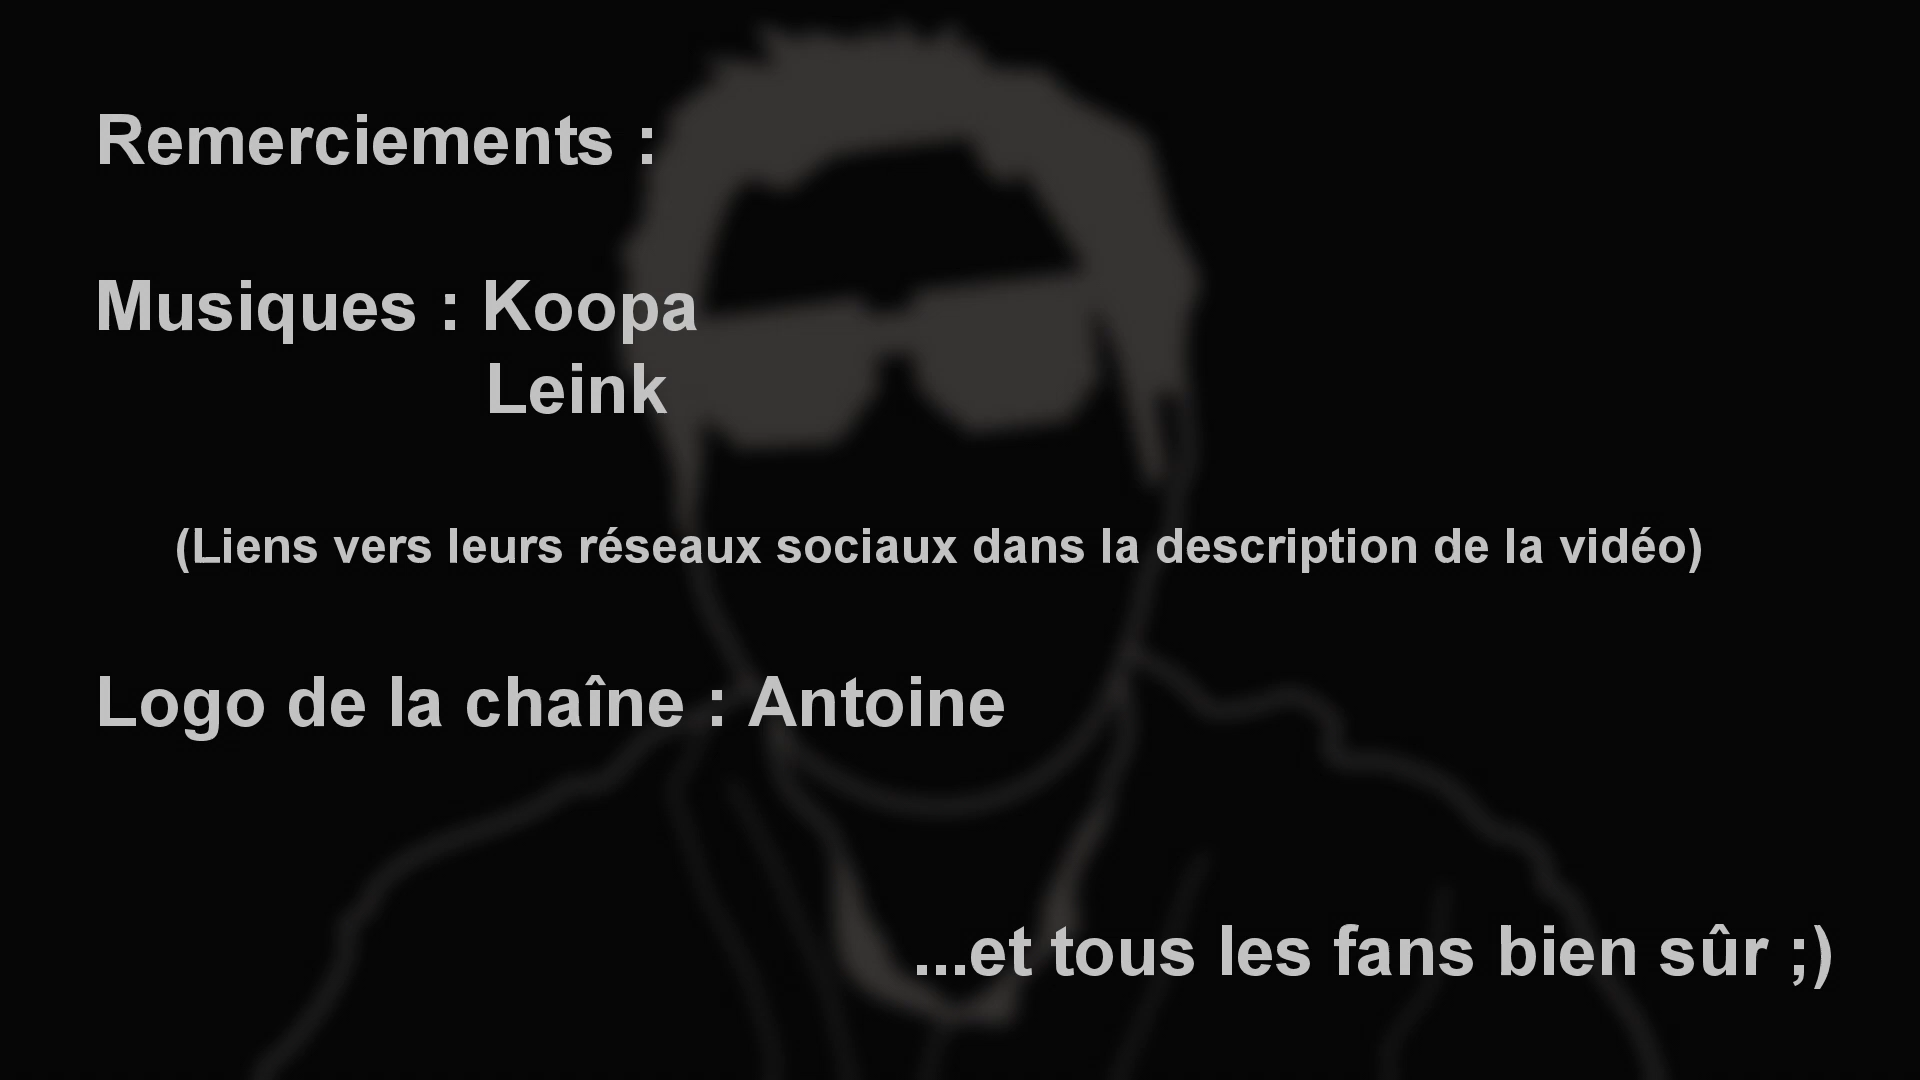 Remerciements :
Musiques : Koopa
Leink
(Liens vers leurs réseaux sociaux dans la description de la vidéo)
Logo de la chaîne : Antoine
...et tous les fans bien sûr ;)